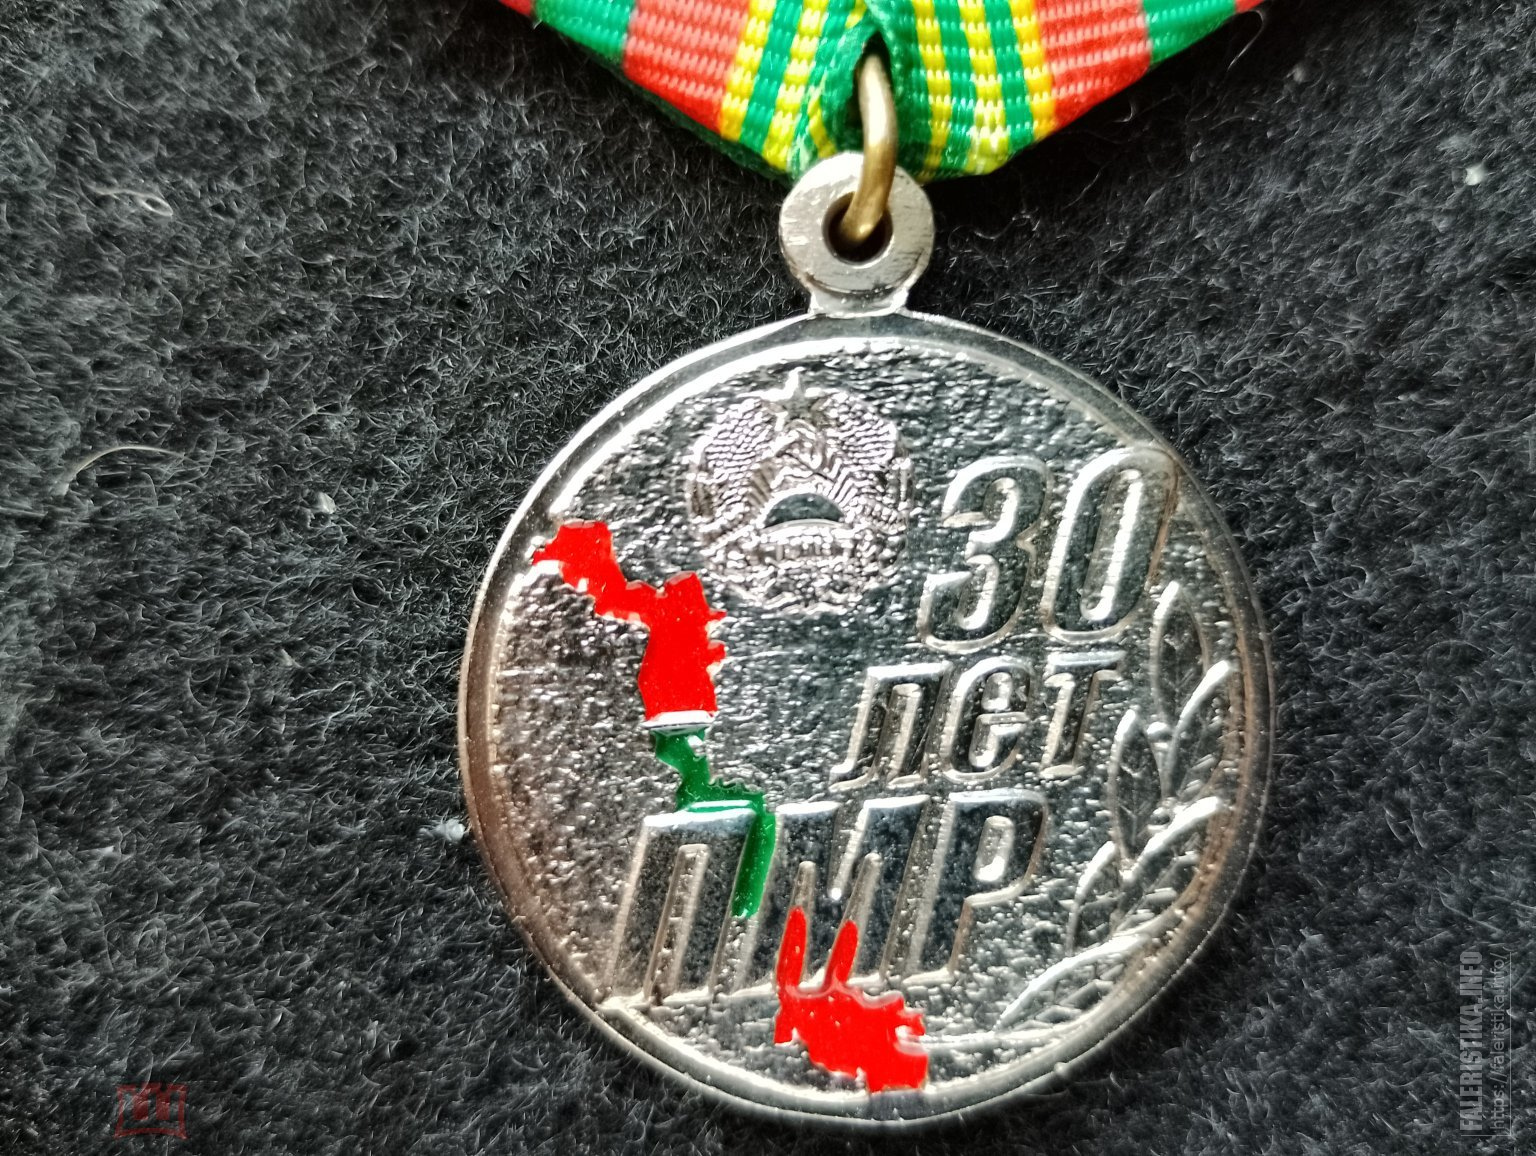 30
лет
ПМР
FALERISTIKA.INFO
https://faleristika.info/